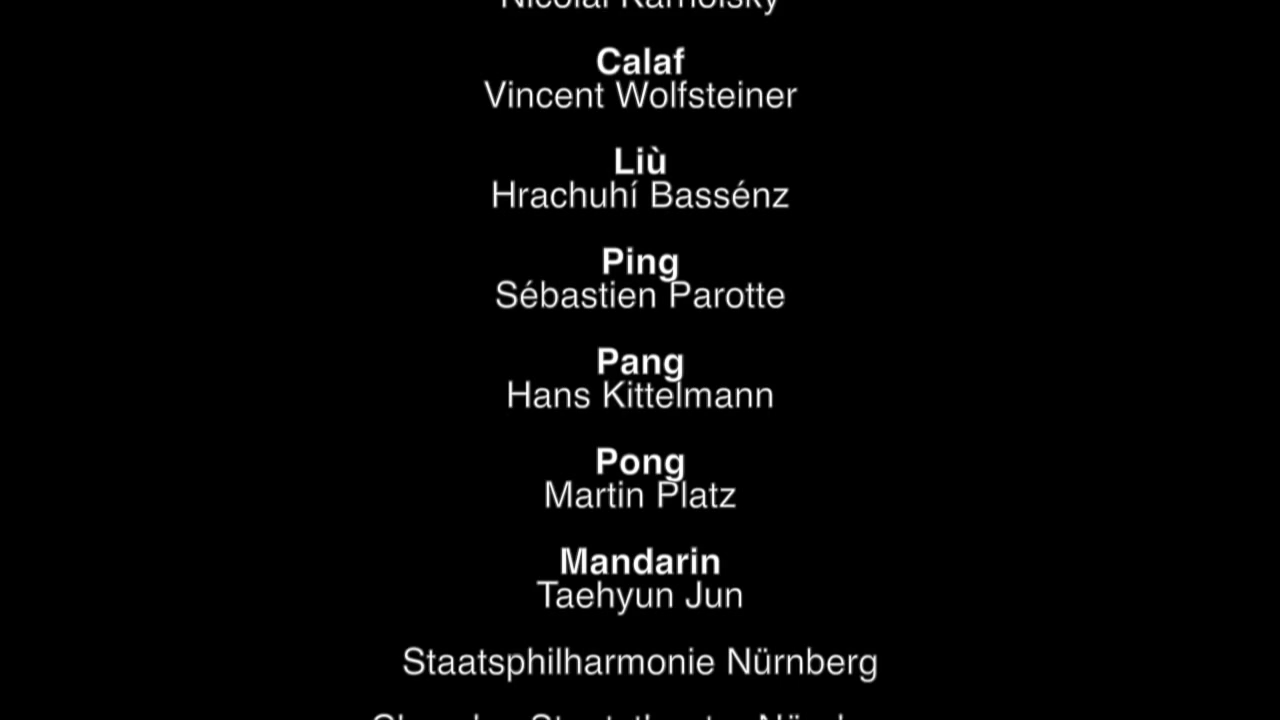 Calaf
Vincent Wolfsteiner
Liù
Hrachuhí Bassénz
Ping
Sébastien Parotte
Pang
Hans Kittelmann
Pong
Martin Platz
Mandarin
Taehyun Jun
Staatsphilharmonie Nürnberg